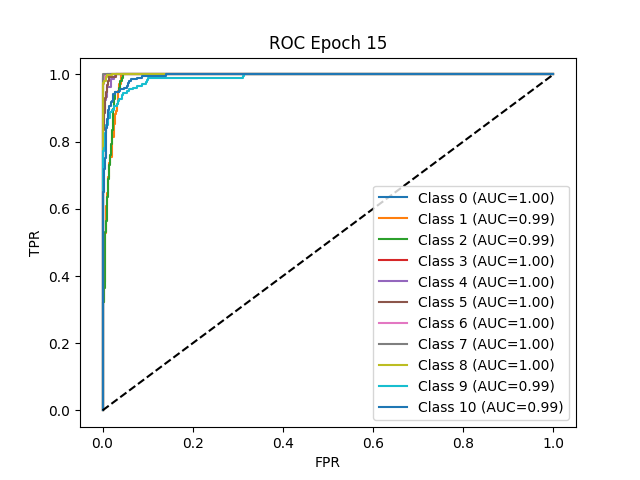 ROC Epoch 15
1.0
0.8
0.6
0.4
0.2
0.0
TPR
Class 0 (AUC=1.00)
Class 1 (AUC=0.99)
Class 2 (AUC=0.99)
Class 3 (AUC=1.00)
Class 4 (AUC=1.00)
Class 5 (AUC=1.00)
Class 6 (AUC=1.00)
Class 7 (AUC=1.00)
Class 8 (AUC=1.00)
Class 9 (AUC=0.99)
Class 10 (AUC=0.99)
0.0 0.2 0.4 0.6 0.8 1.0
FPR